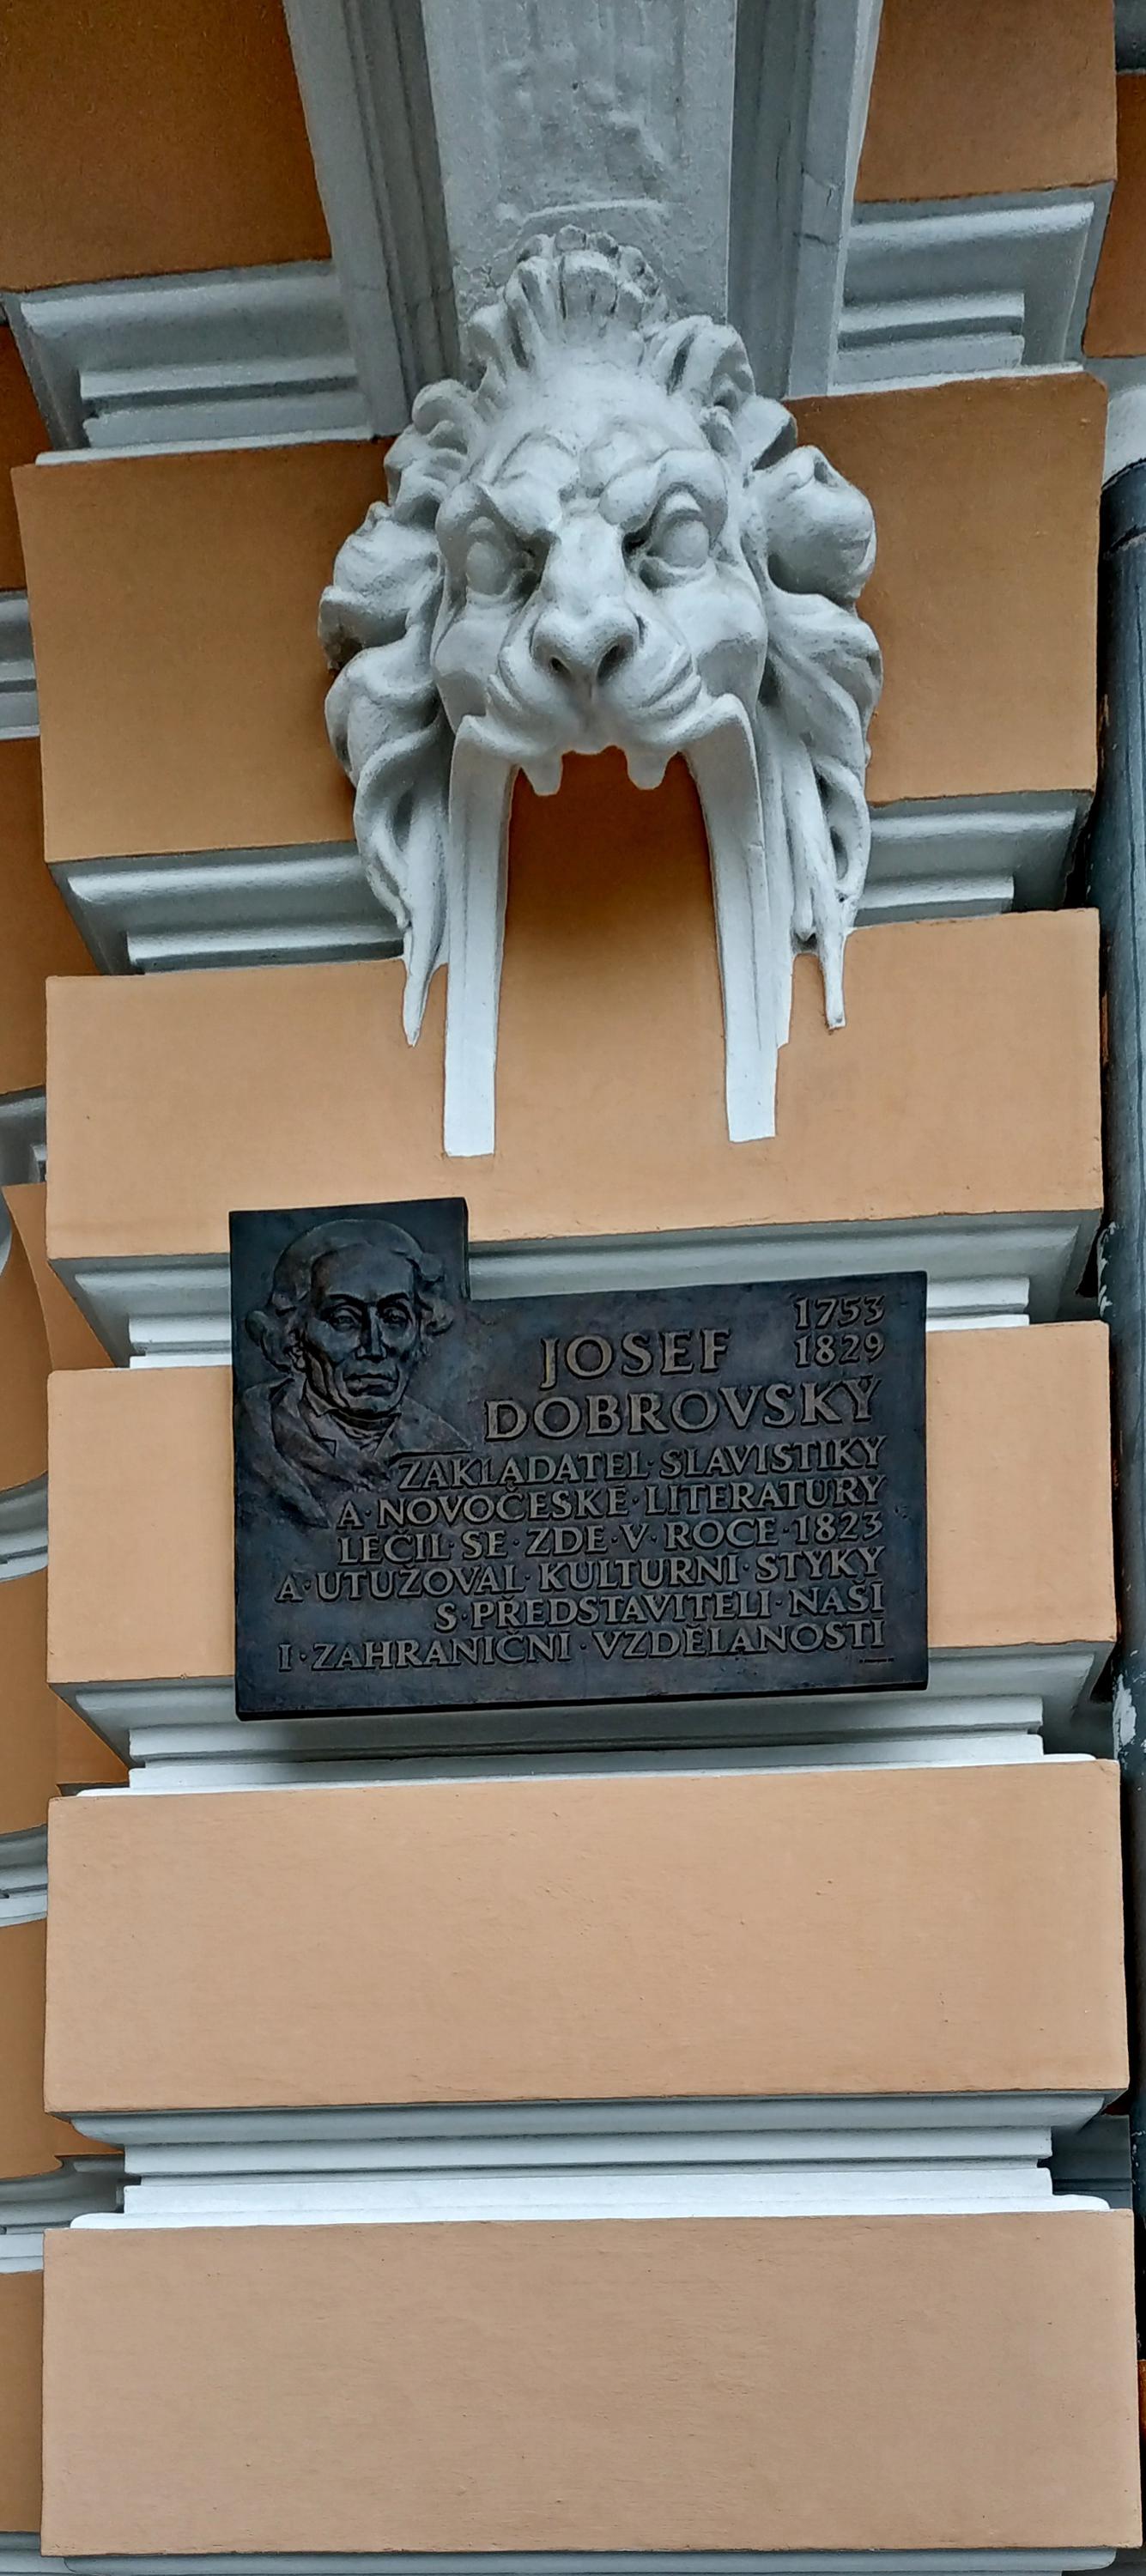 1753
1829
JOSEF
DOBROVSKÝ
ZAKLADATEL·SLAVISTIKY
A·NOVOČESKÉ·LITERATURY
LÉČIL·SE·ZDE·V·ROCE·1823
A·UTUŽOVAL·KULTURNÍ·STYKY
S·PŘEDSTAVITELI·NAŠÍ
I·ZAHRANIČNÍ·VZDĚLANOSTI